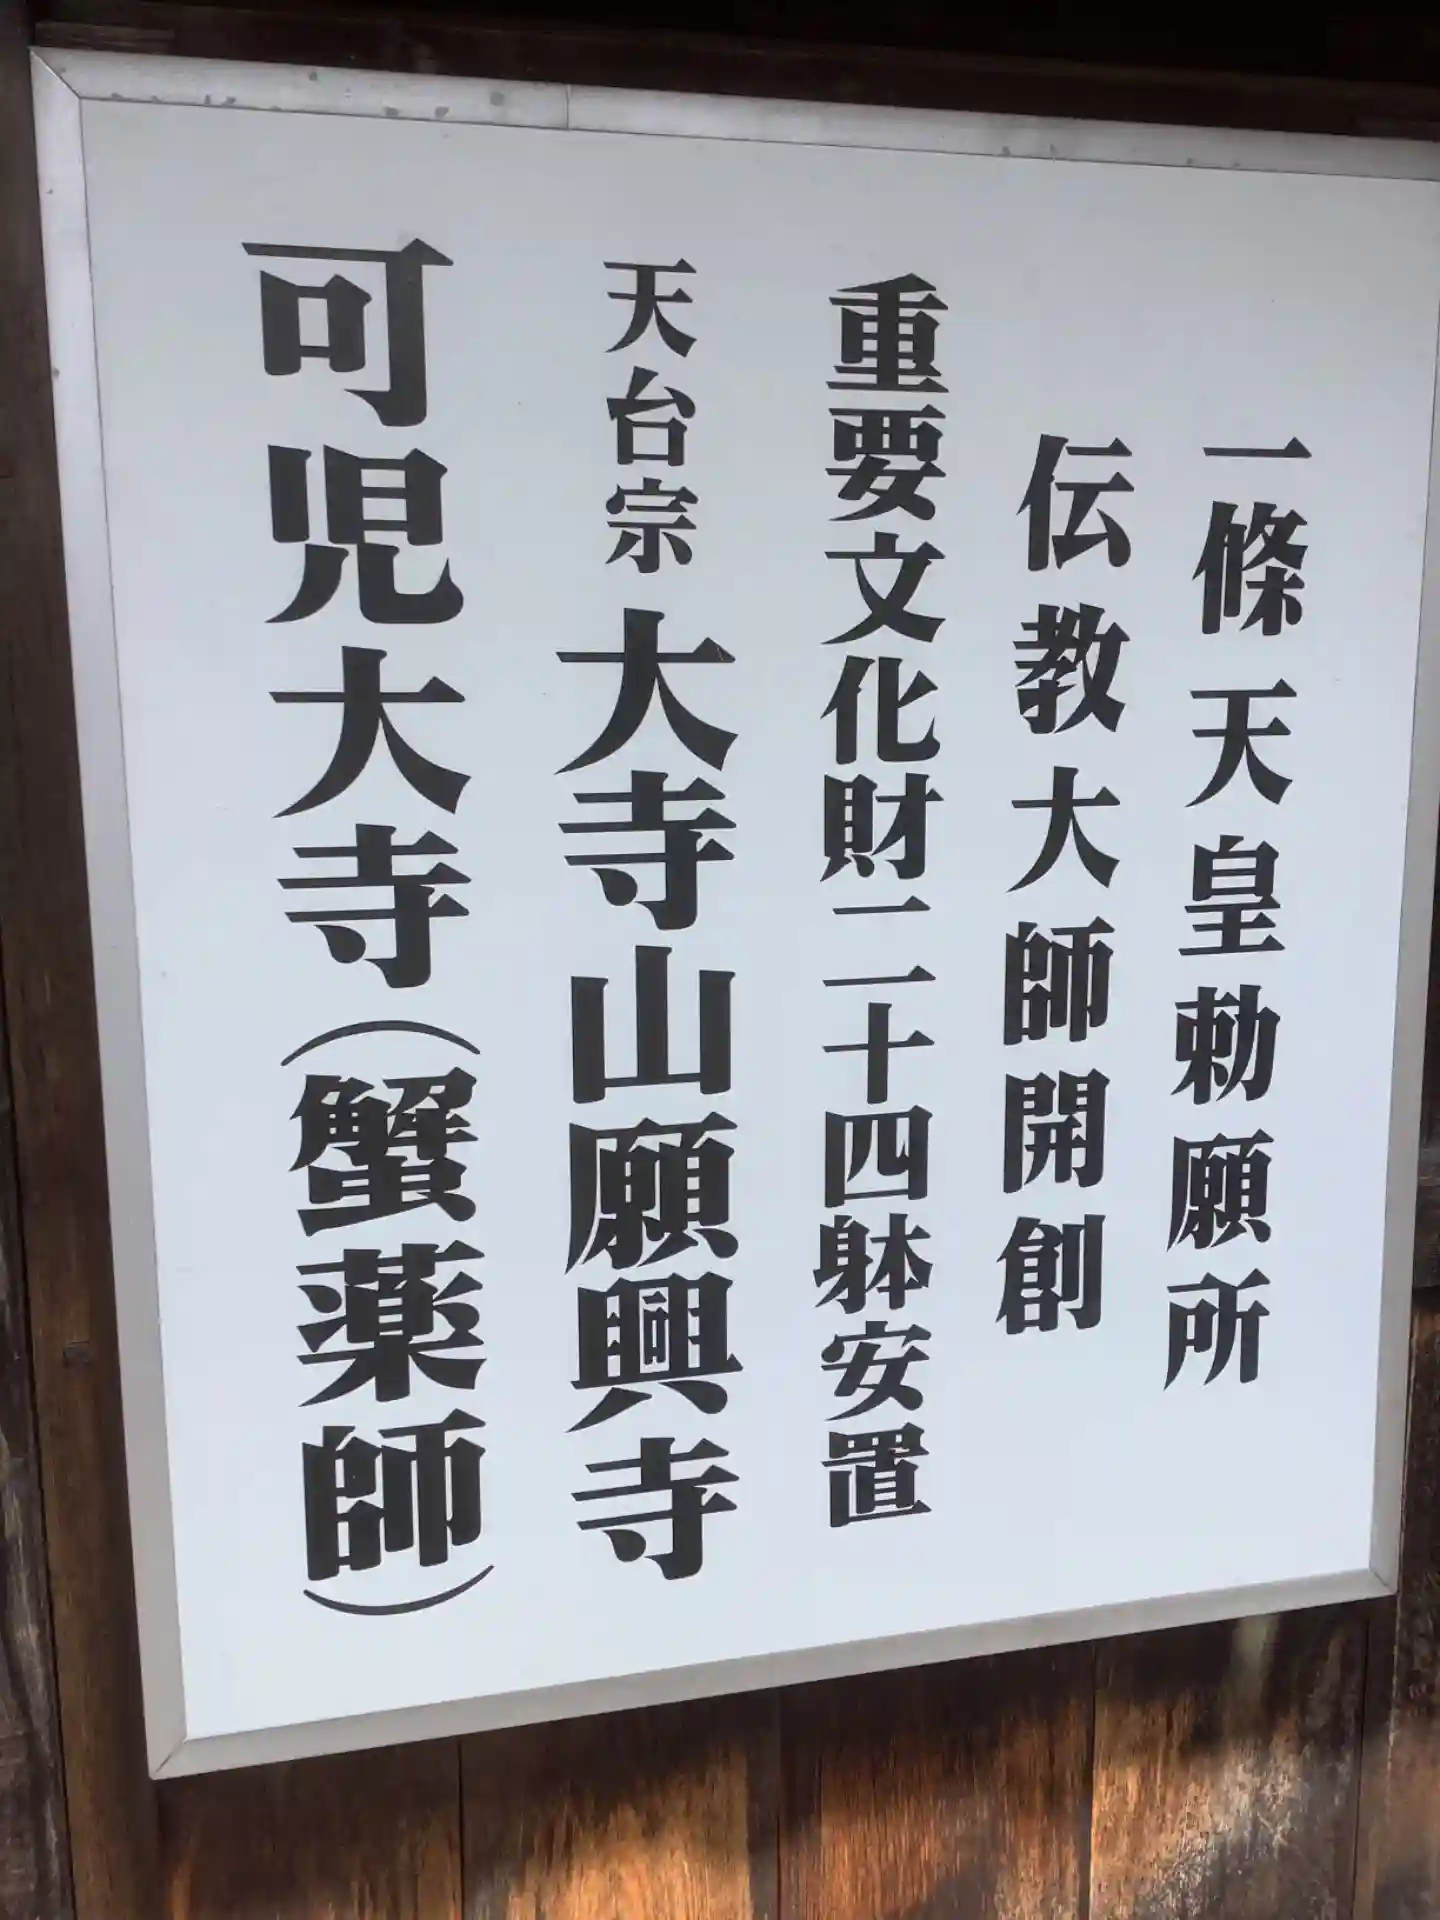 一條天皇勅願所
伝教大師開創
重要文化財二十四躰安置
天台宗 大寺山願興寺
可児大寺(蟹薬師)